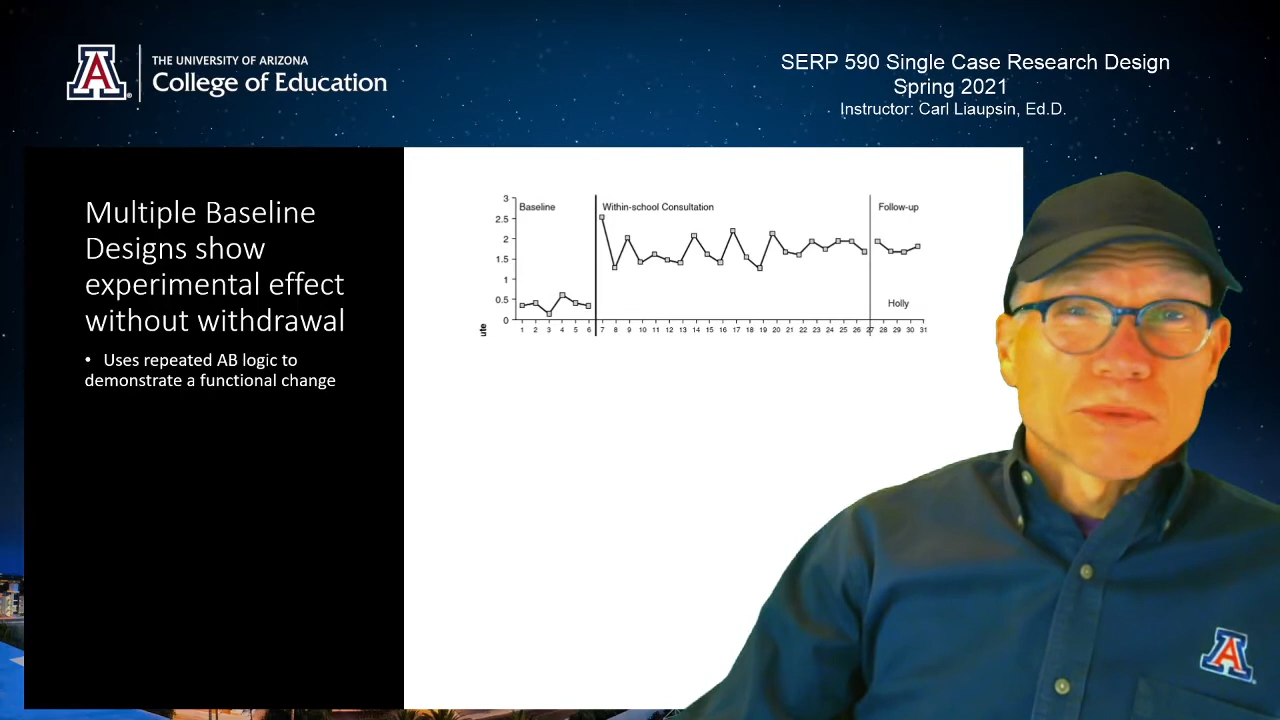 THE UNIVERSITY OF ARIZONA
College of Education
A
SERP 590 Single Case Research Design
Spring 2021
Instructor: Carl Liaupsin, Ed.D.
Multiple Baseline
Designs show
experimental effect
without withdrawal
• Uses repeated AB logic to
demonstrate a functional change
Baseline
Within-school Consultation
Follow-up
Holly
3
2.5
2
1.5
1
0.5
0
ute
1 2 3 4 5 6 7 8 9 10 11 12 13 14 15 16 17 18 19 20 21 22 23 24 25 26 27 28 29 30 31
A